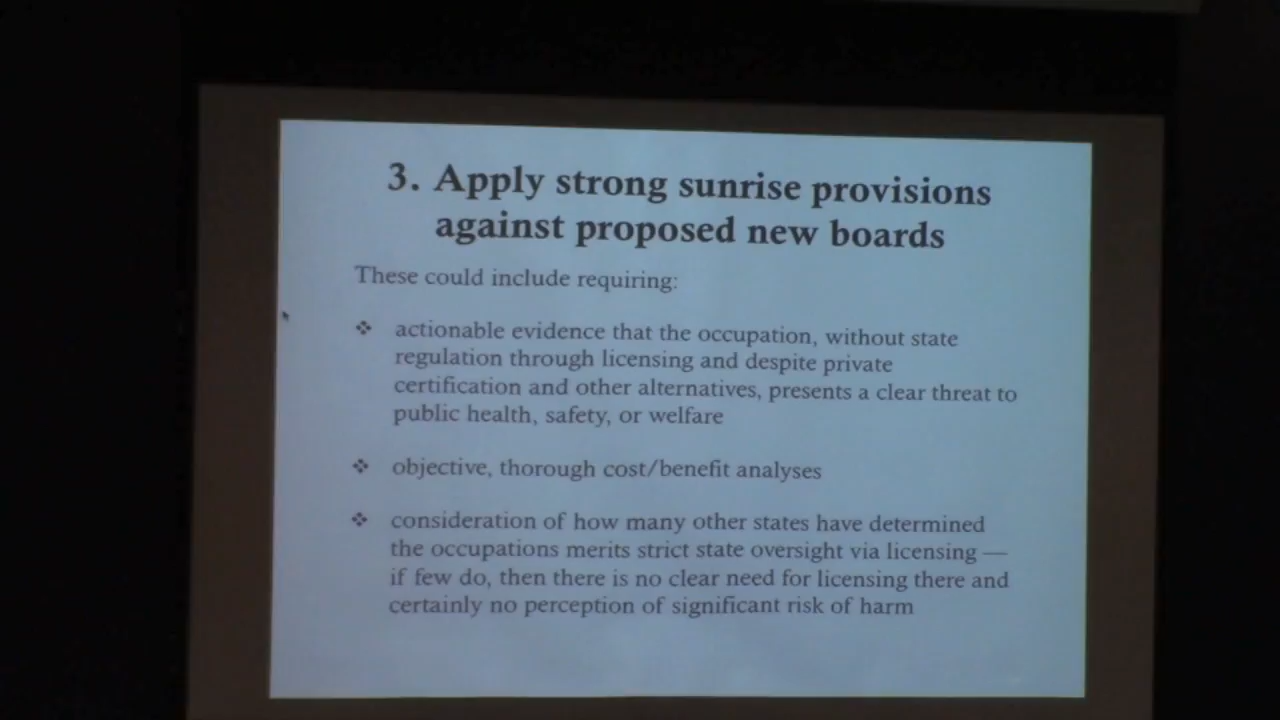 3. Apply strong sunrise provisions
against proposed new boards
These could include requiring:
❖ actionable evidence that the occupation, without state
regulation through licensing and despite private
certification and other alternatives, presents a clear threat to
public health, safety, or welfare
❖ objective, thorough cost/benefit analyses
❖ consideration of how many other states have determined
the occupations merits strict state oversight via licensing —
if few do, then there is no clear need for licensing there and
certainly no perception of significant risk of harm